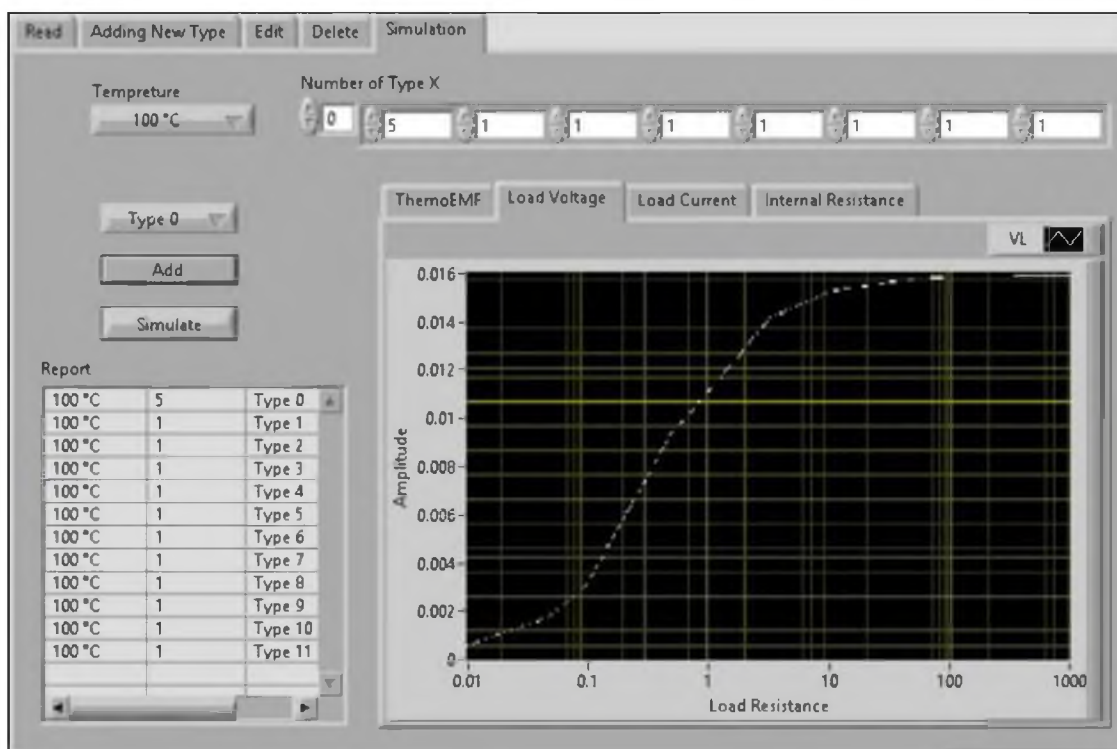 Read Adding New Type Edit Delete Simulation
Tempreture
100 °C
Number of Type X
0 5 1 1 1 1 1 1 1
Type 0
Add
Simulate
ThemoEMF Load Voltage Load Current Internal Resistance
VL
Amplitude
0.016
0.014
0.012
0.01
0.008
0.006
0.004
0.002
0
0.01 0.1 1 10 100 1000
Load Resistance
Report
100 °C 5 Type 0
100 °C 1 Type 1
100 °C 1 Type 2
100 °C 1 Type 3
100 °C 1 Type 4
100 °C 1 Type 5
100 °C 1 Type 6
100 °C 1 Type 7
100 °C 1 Type 8
100 °C 1 Type 9
100 °C 1 Type 10
100 °C 1 Type 11